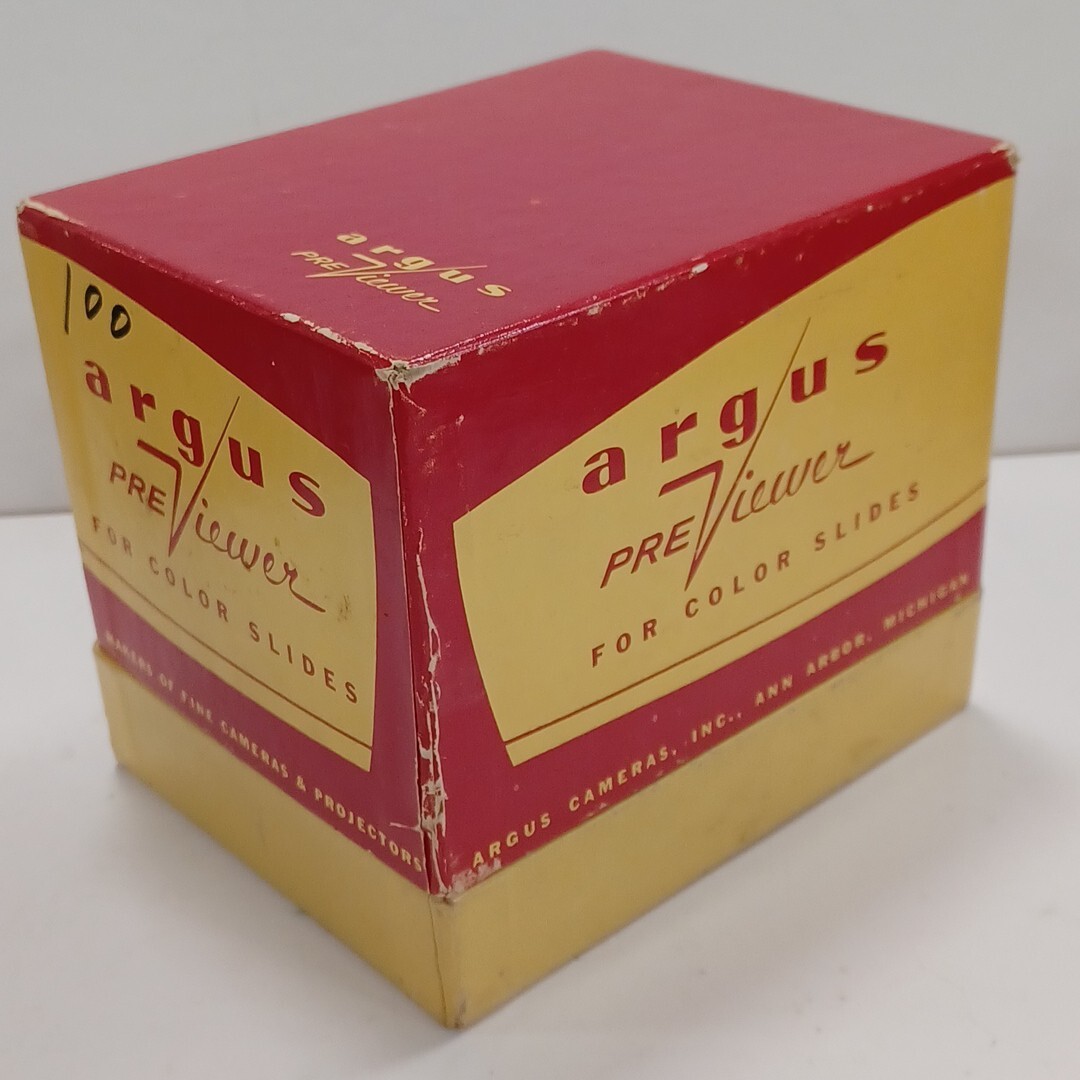 argus
PREViewer
100
argus
PREViewer
FOR COLOR SLIDES
MAKERS OF FINE CAMERAS & PROJECTORS
argus
PREViewer
FOR COLOR SLIDES
ARGUS CAMERAS, INC., ANN ARBOR, MICHIGAN